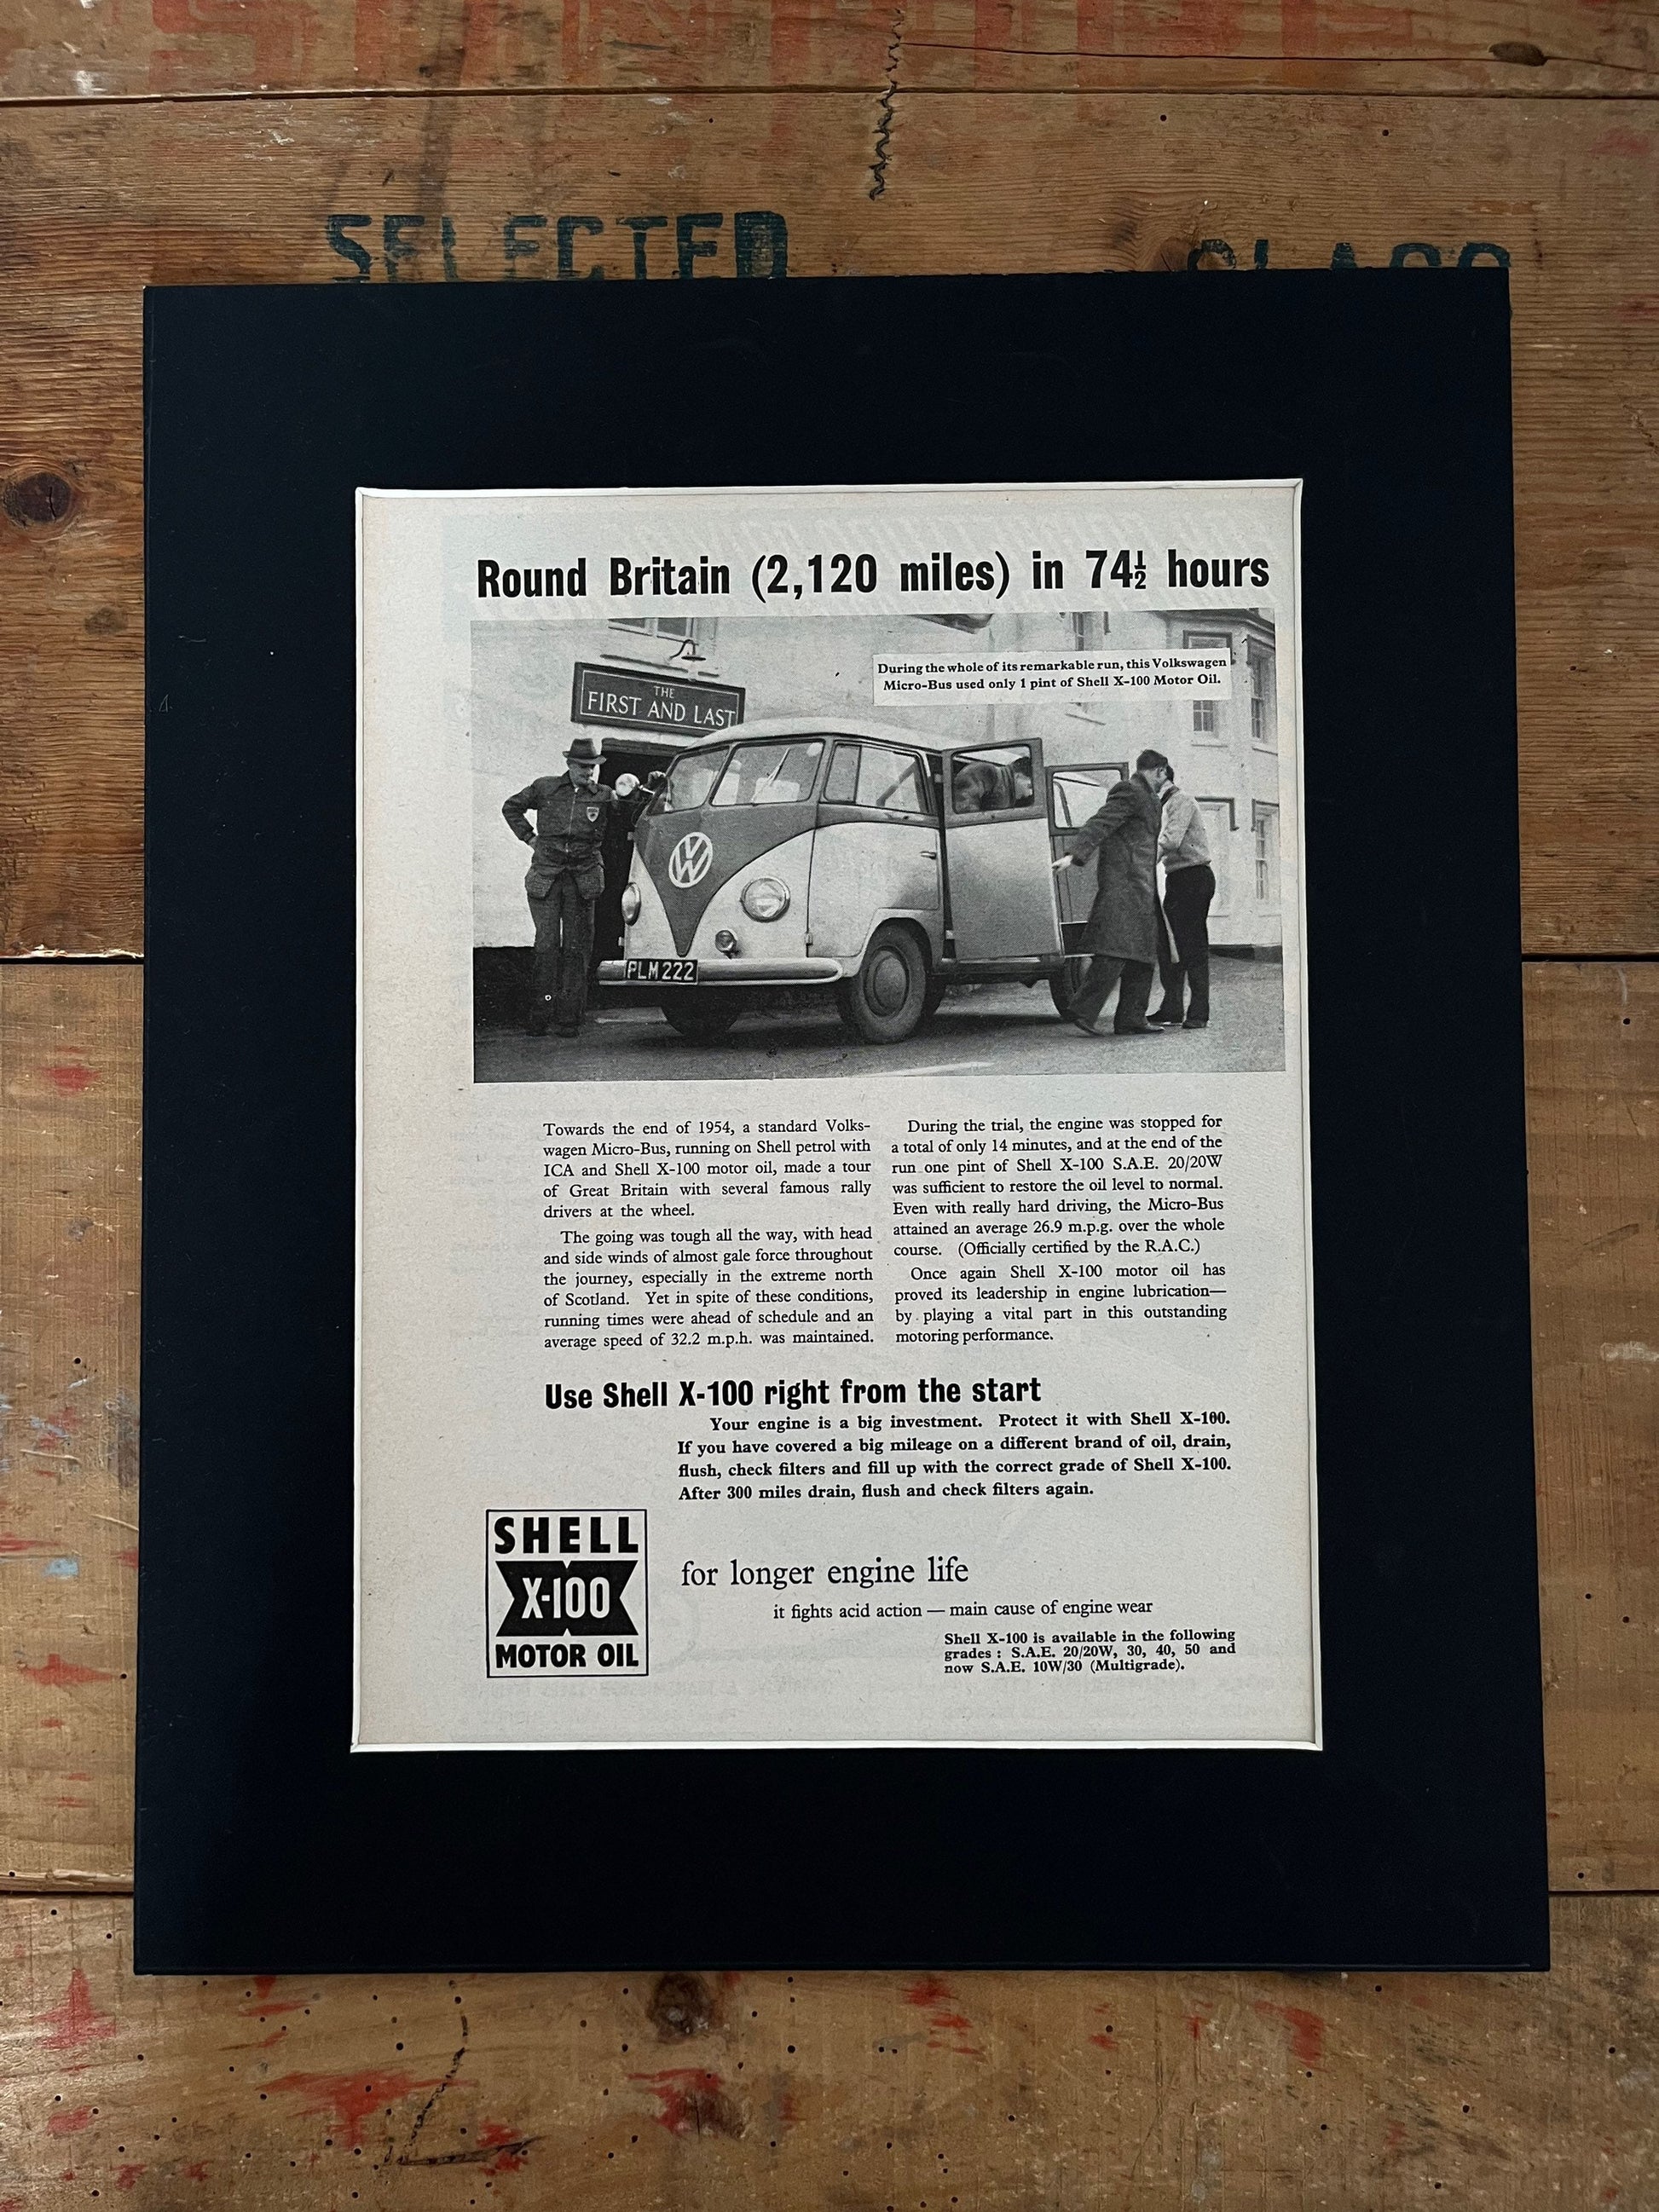 SELECTED
Round Britain (2,120 miles) in 74½ hours
During the whole of its remarkable run, this Volkswagen
Micro-Bus used only 1 pint of Shell X-100 Motor Oil.
THE
FIRST AND LAST
VW
PLM 222
Towards the end of 1954, a standard Volks-
wagen Micro-Bus, running on Shell petrol with
ICA and Shell X-100 motor oil, made a tour
of Great Britain with several famous rally
drivers at the wheel.
The going was tough all the way, with head
and side winds of almost gale force throughout
the journey, especially in the extreme north
of Scotland. Yet in spite of these conditions,
running times were ahead of schedule and an
average speed of 32.2 m.p.h. was maintained.
During the trial, the engine was stopped for
a total of only 14 minutes, and at the end of the
run one pint of Shell X-100 S.A.E. 20/20W
was sufficient to restore the oil level to normal.
Even with really hard driving, the Micro-Bus
attained an average 26.9 m.p.g. over the whole
course. (Officially certified by the R.A.C.)
Once again Shell X-100 motor oil has
proved its leadership in engine lubrication—
by playing a vital part in this outstanding
motoring performance.
Use Shell X-100 right from the start
Your engine is a big investment. Protect it with Shell X-100.
If you have covered a big mileage on a different brand of oil, drain,
flush, check filters and fill up with the correct grade of Shell X-100.
After 300 miles drain, flush and check filters again.
SHELL
X-100
MOTOR OIL
for longer engine life
it fights acid action — main cause of engine wear
Shell X-100 is available in the following
grades : S.A.E. 20/20W, 30, 40, 50 and
now S.A.E. 10W/30 (Multigrade).